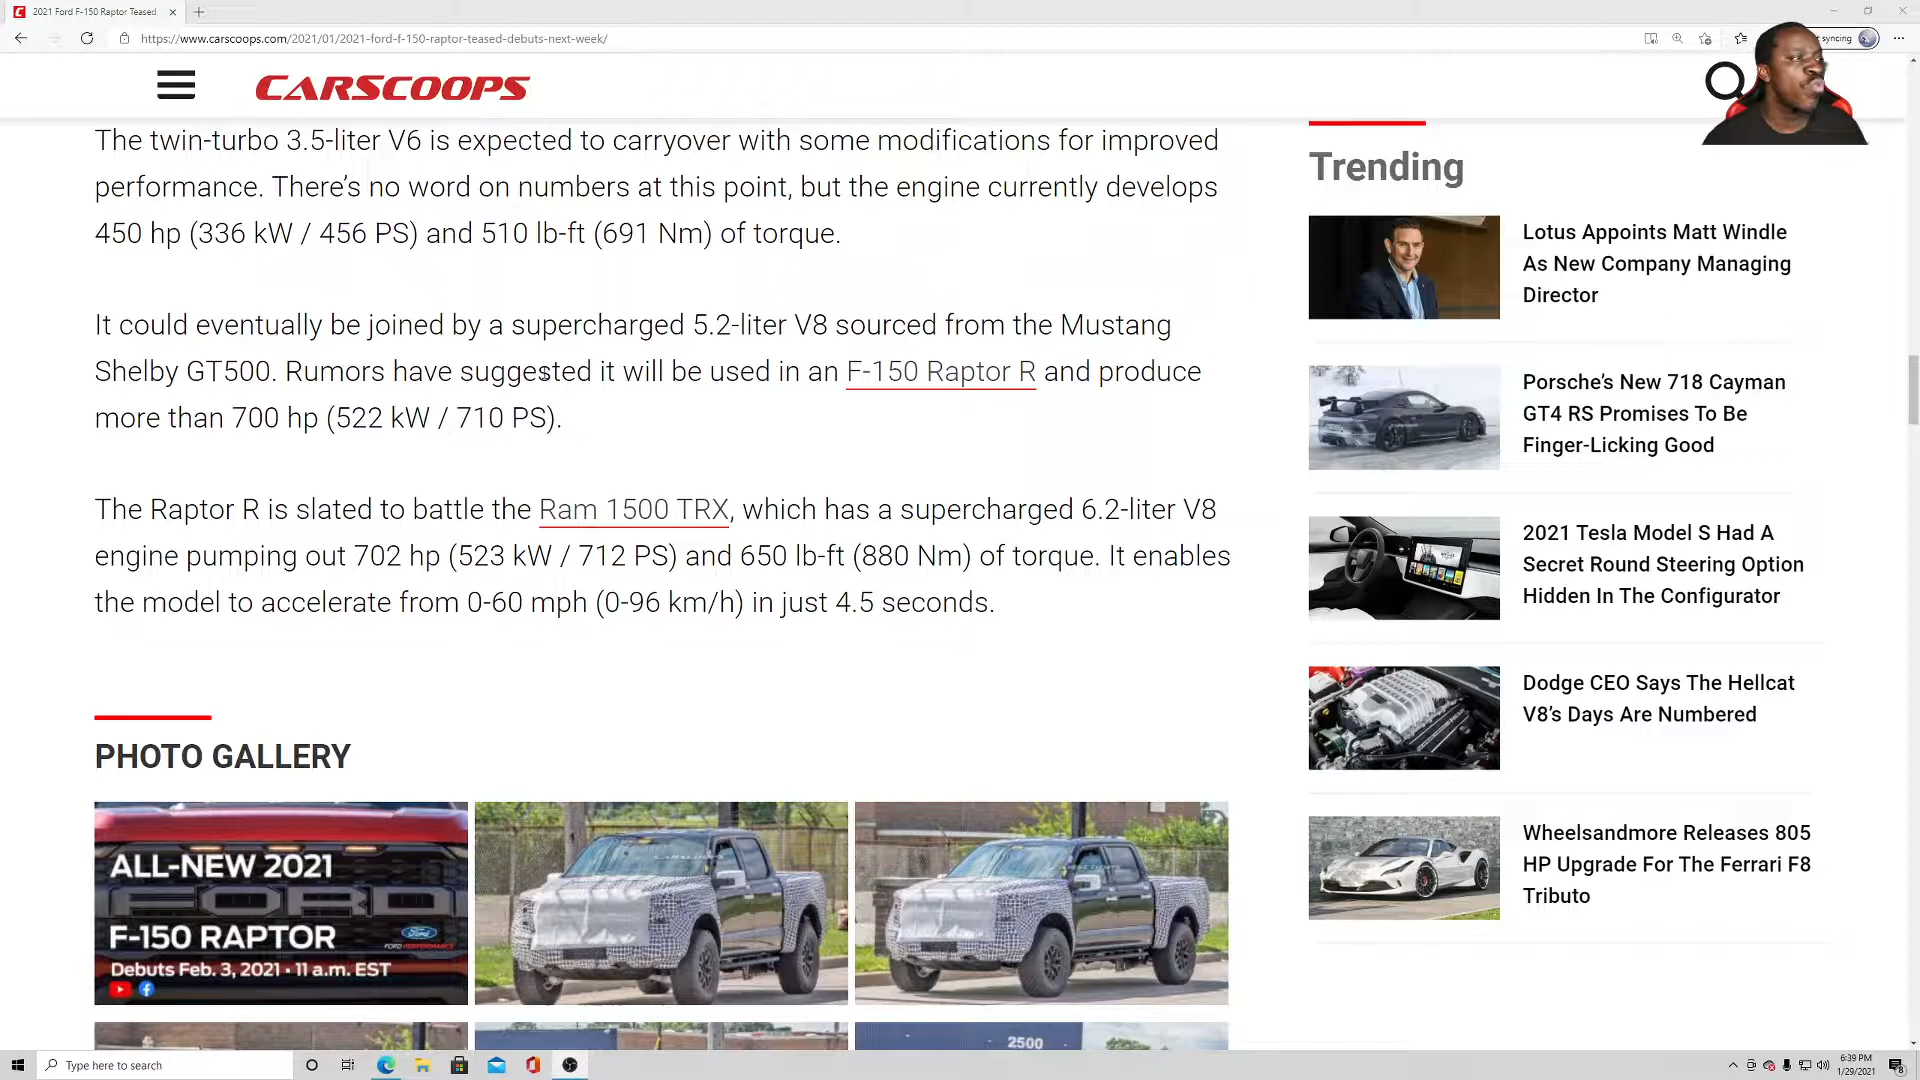 2021 Ford F-150 Raptor Teased
https://www.carscoops.com/2021/01/2021-ford-f-150-raptor-teased-debuts-next-week/
syncing
CARSCOOPS
The twin-turbo 3.5-liter V6 is expected to carryover with some modifications for improved
performance. There’s no word on numbers at this point, but the engine currently develops
450 hp (336 kW / 456 PS) and 510 lb-ft (691 Nm) of torque.
It could eventually be joined by a supercharged 5.2-liter V8 sourced from the Mustang
Shelby GT500. Rumors have suggested it will be used in an F-150 Raptor R and produce
more than 700 hp (522 kW / 710 PS).
The Raptor R is slated to battle the Ram 1500 TRX, which has a supercharged 6.2-liter V8
engine pumping out 702 hp (523 kW / 712 PS) and 650 lb-ft (880 Nm) of torque. It enables
the model to accelerate from 0-60 mph (0-96 km/h) in just 4.5 seconds.
PHOTO GALLERY
ALL-NEW 2021
FORD
F-150 RAPTOR
Ford
FORD PERFORMANCE
Debuts Feb. 3, 2021 • 11 a.m. EST
2500
Trending
Lotus Appoints Matt Windle
As New Company Managing
Director
Porsche’s New 718 Cayman
GT4 RS Promises To Be
Finger-Licking Good
2021 Tesla Model S Had A
Secret Round Steering Option
Hidden In The Configurator
Dodge CEO Says The Hellcat
V8’s Days Are Numbered
Wheelsandmore Releases 805
HP Upgrade For The Ferrari F8
Tributo
Type here to search
6:39 PM
1/29/2021